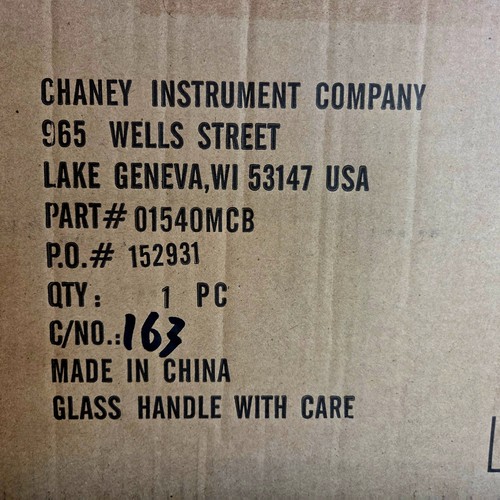 CHANEY INSTRUMENT COMPANY
965 WELLS STREET
LAKE GENEVA,WI 53147 USA
PART# 01540MCB
P.O.# 152931
QTY: 1 PC
C/NO.:163
MADE IN CHINA
GLASS HANDLE WITH CARE